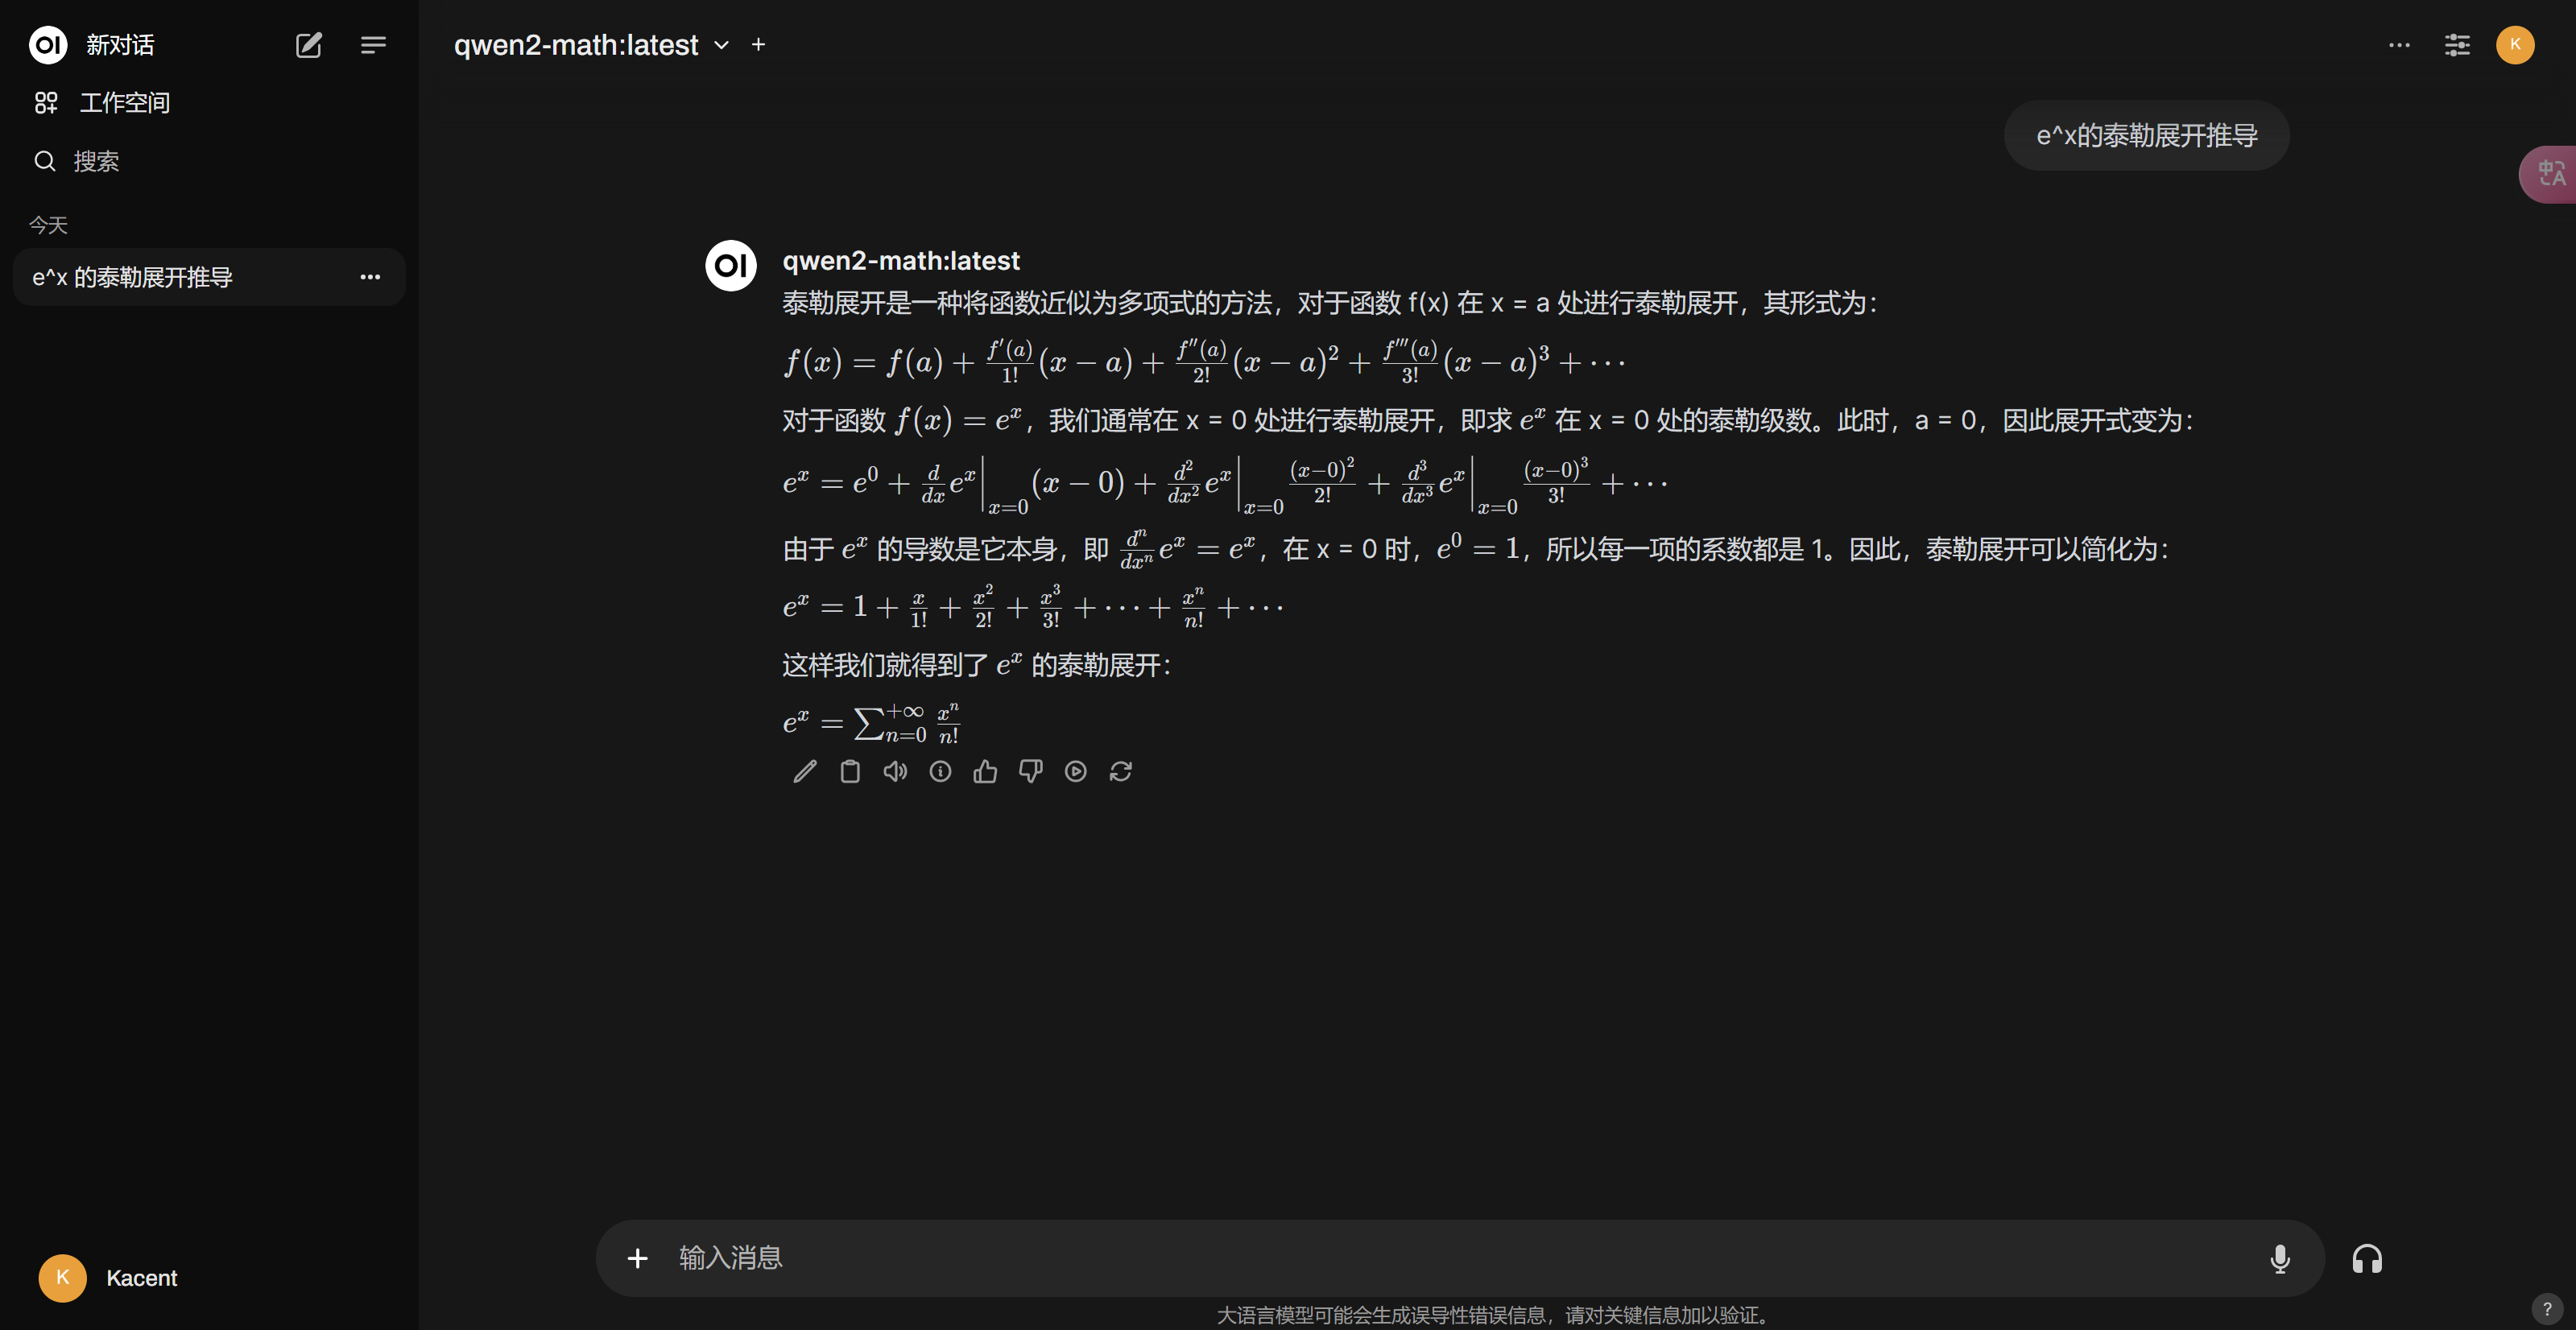 OI 新对话
工作空间
搜索
今天
e^x 的泰勒展开推导
K Kacent
qwen2-math:latest
K
e^x的泰勒展开推导
中A
OI qwen2-math:latest
泰勒展开是一种将函数近似为多项式的方法，对于函数 f(x) 在 x = a 处进行泰勒展开，其形式为：
$f(x) = f(a) + \frac{f'(a)}{1!}(x-a) + \frac{f''(a)}{2!}(x-a)^2 + \frac{f'''(a)}{3!}(x-a)^3 + \cdots$
对于函数 $f(x) = e^x$，我们通常在 x = 0 处进行泰勒展开，即求 $e^x$ 在 x = 0 处的泰勒级数。此时，a = 0，因此展开式变为：
$e^x = e^0 + \frac{d}{dx}e^x\Big|_{x=0}(x-0) + \frac{d^2}{dx^2}e^x\Big|_{x=0}\frac{(x-0)^2}{2!} + \frac{d^3}{dx^3}e^x\Big|_{x=0}\frac{(x-0)^3}{3!} + \cdots$
由于 $e^x$ 的导数是它本身，即 $\frac{d^n}{dx^n}e^x = e^x$，在 x = 0 时，$e^0 = 1$，所以每一项的系数都是 1。因此，泰勒展开可以简化为：
$e^x = 1 + \frac{x}{1!} + \frac{x^2}{2!} + \frac{x^3}{3!} + \cdots + \frac{x^n}{n!} + \cdots$
这样我们就得到了 $e^x$ 的泰勒展开：
$e^x = \sum_{n=0}^{+\infty} \frac{x^n}{n!}$
输入消息
大语言模型可能会生成误导性错误信息，请对关键信息加以验证。
?